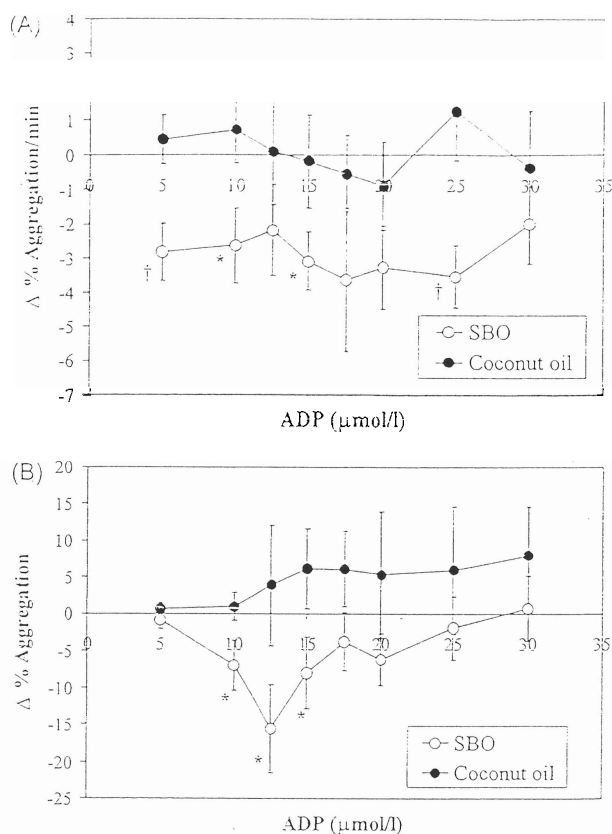 (A)
4
3
1
0
-1
-2
-3
-4
-5
-6
-7
Δ % Aggregation/min
0 5 10 15 20 25 30 35
† * * †
SBO
Coconut oil
ADP (µmol/l)
(B)
20
15
10
5
0
-5
-10
-15
-20
-25
Δ % Aggregation
0 5 10 15 20 25 30 35
* * *
SBO
Coconut oil
ADP (µmol/l)